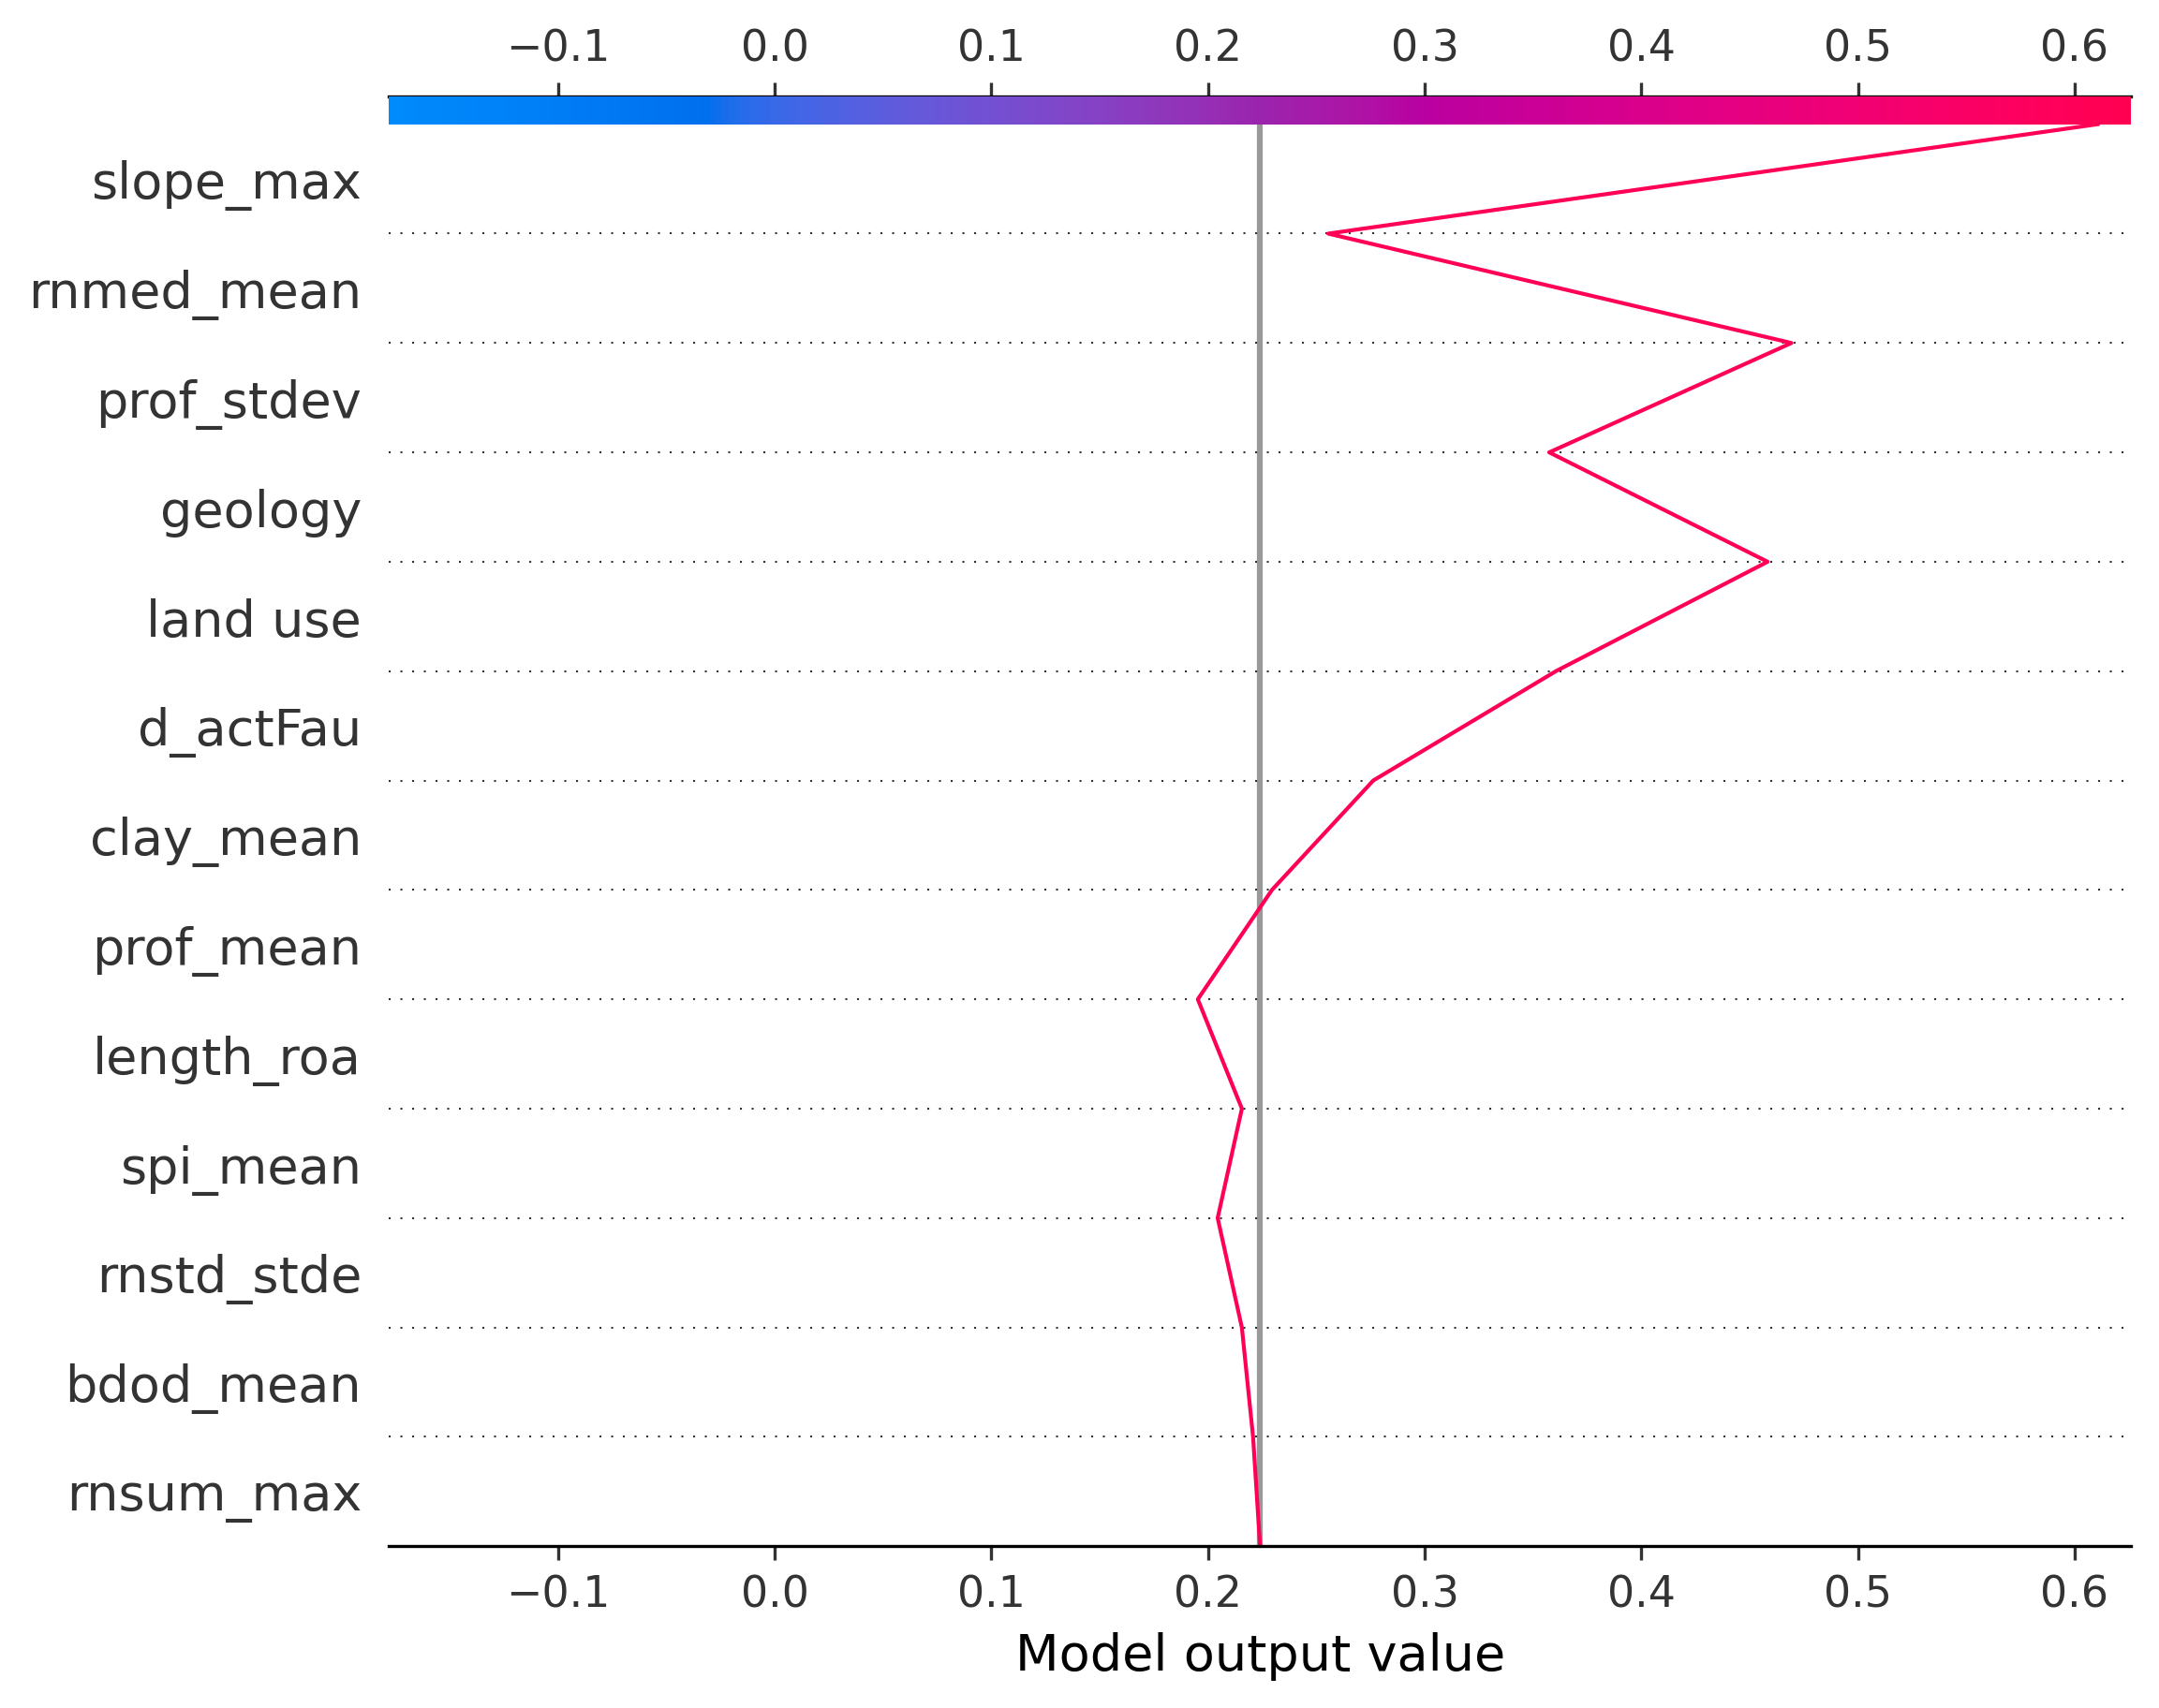 −0.1 0.0 0.1 0.2 0.3 0.4 0.5 0.6
slope_max
rnmed_mean
prof_stdev
geology
land use
d_actFau
clay_mean
prof_mean
length_roa
spi_mean
rnstd_stde
bdod_mean
rnsum_max
−0.1 0.0 0.1 0.2 0.3 0.4 0.5 0.6
Model output value